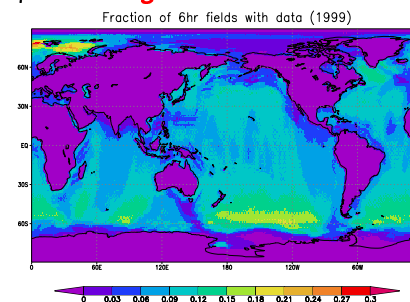 Fraction of 6hr fields with data (1999)
60N
30N
EQ
30S
60S
0 60E 120E 180 120W 60W
0 0.03 0.06 0.09 0.12 0.15 0.18 0.21 0.24 0.27 0.3